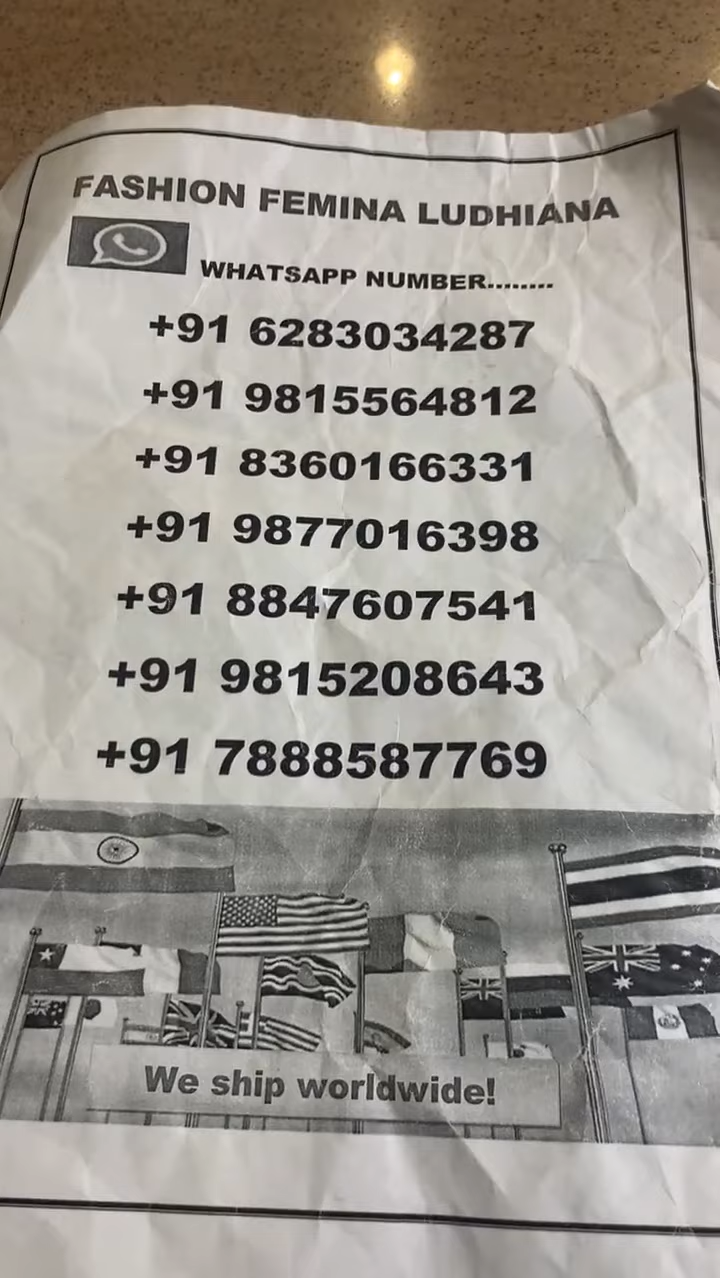 FASHION FEMINA LUDHIANA
WHATSAPP NUMBER........
+91 6283034287
+91 9815564812
+91 8360166331
+91 9877016398
+91 8847607541
+91 9815208643
+91 7888587769
We ship worldwide!